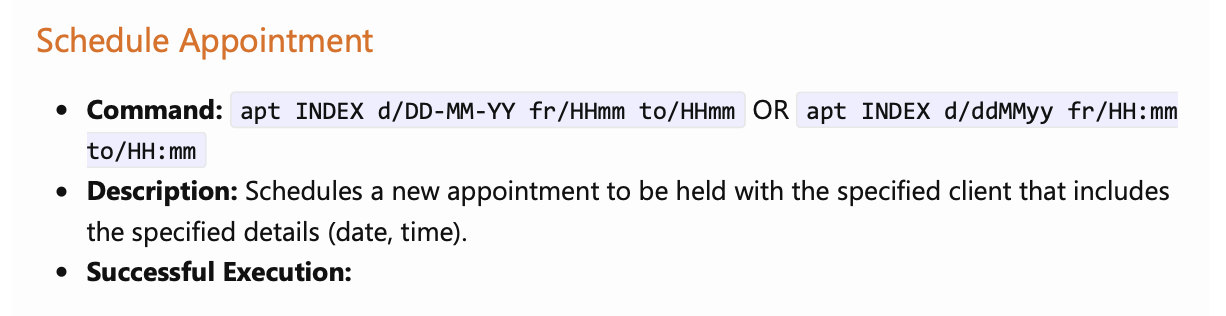 Schedule Appointment
• Command: apt INDEX d/DD-MM-YY fr/HHmm to/HHmm OR apt INDEX d/ddMMyy fr/HH:mm
to/HH:mm
• Description: Schedules a new appointment to be held with the specified client that includes
the specified details (date, time).
• Successful Execution: